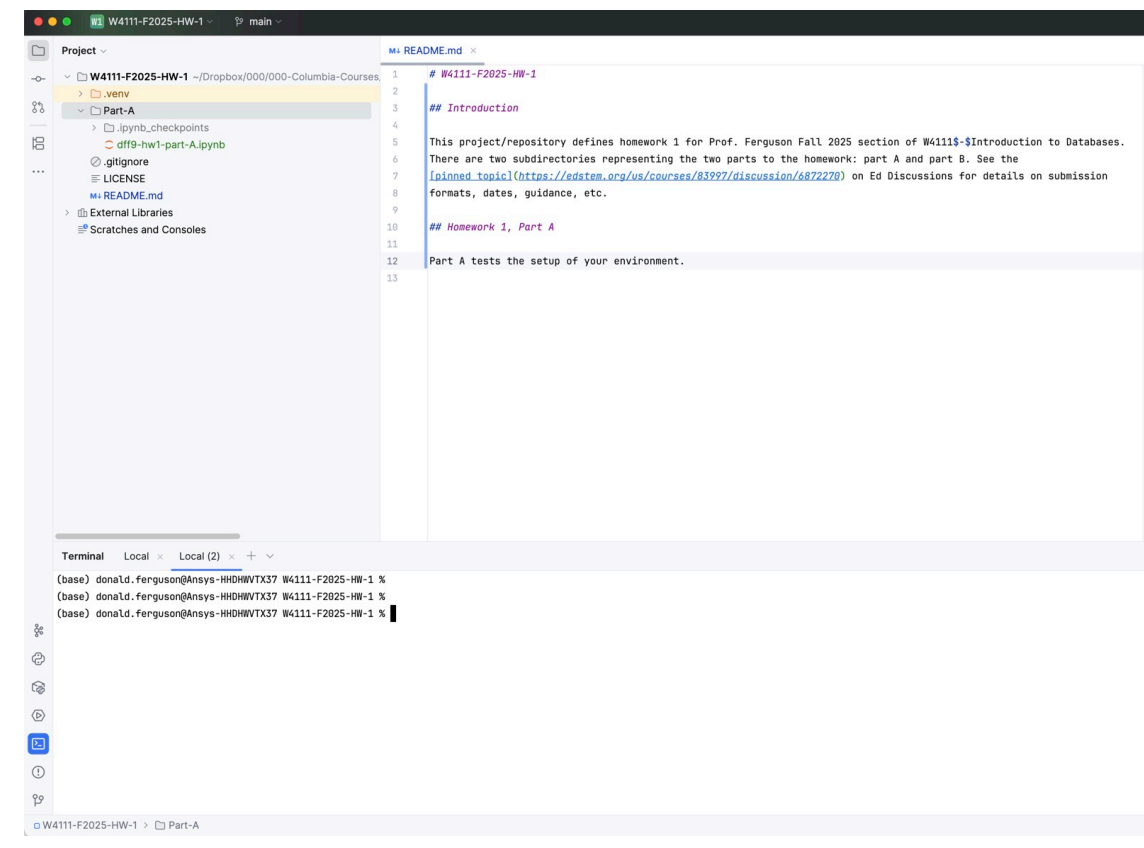 W1 W4111-F2025-HW-1 main
Project
W4111-F2025-HW-1 ~/Dropbox/000/000-Columbia-Courses
.venv
Part-A
.ipynb_checkpoints
dff9-hw1-part-A.ipynb
.gitignore
LICENSE
M↓ README.md
External Libraries
Scratches and Consoles
M↓ README.md ×
1 # W4111-F2025-HW-1
2
3 ## Introduction
4
5 This project/repository defines homework 1 for Prof. Ferguson Fall 2025 section of W4111$-$Introduction to Databases.
6 There are two subdirectories representing the two parts to the homework: part A and part B. See the
7 [pinned topic](https://edstem.org/us/courses/83997/discussion/6872270) on Ed Discussions for details on submission
8 formats, dates, guidance, etc.
9
10 ## Homework 1, Part A
11
12 Part A tests the setup of your environment.
13
Terminal Local × Local (2) × +
(base) donald.ferguson@Ansys-HHDHWVTX37 W4111-F2025-HW-1 %
(base) donald.ferguson@Ansys-HHDHWVTX37 W4111-F2025-HW-1 %
(base) donald.ferguson@Ansys-HHDHWVTX37 W4111-F2025-HW-1 %
W4111-F2025-HW-1 > Part-A